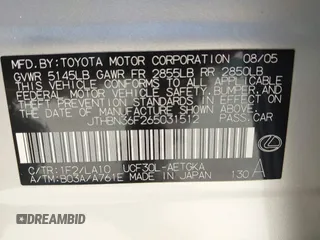 MFD.BY: TOYOTA MOTOR CORPORATION 08/05
GVWR 5145LB GAWR FR 2855LB RR 2850LB
THIS VEHICLE CONFORMS TO ALL APPLICABLE
FEDERAL MOTOR VEHICLE SAFETY, BUMPER, AND
THEFT PREVENTION STANDARDS IN EFFECT ON
THE DATE OF MANUFACTURE SHOWN ABOVE.
JTHBN36F265031512 PASS.CAR
C/TR:1F2/LA10 UCF30L-AETGKA A
A/TM:B03A/A761E MADE IN JAPAN 130
DREAMBID
dreambid.com